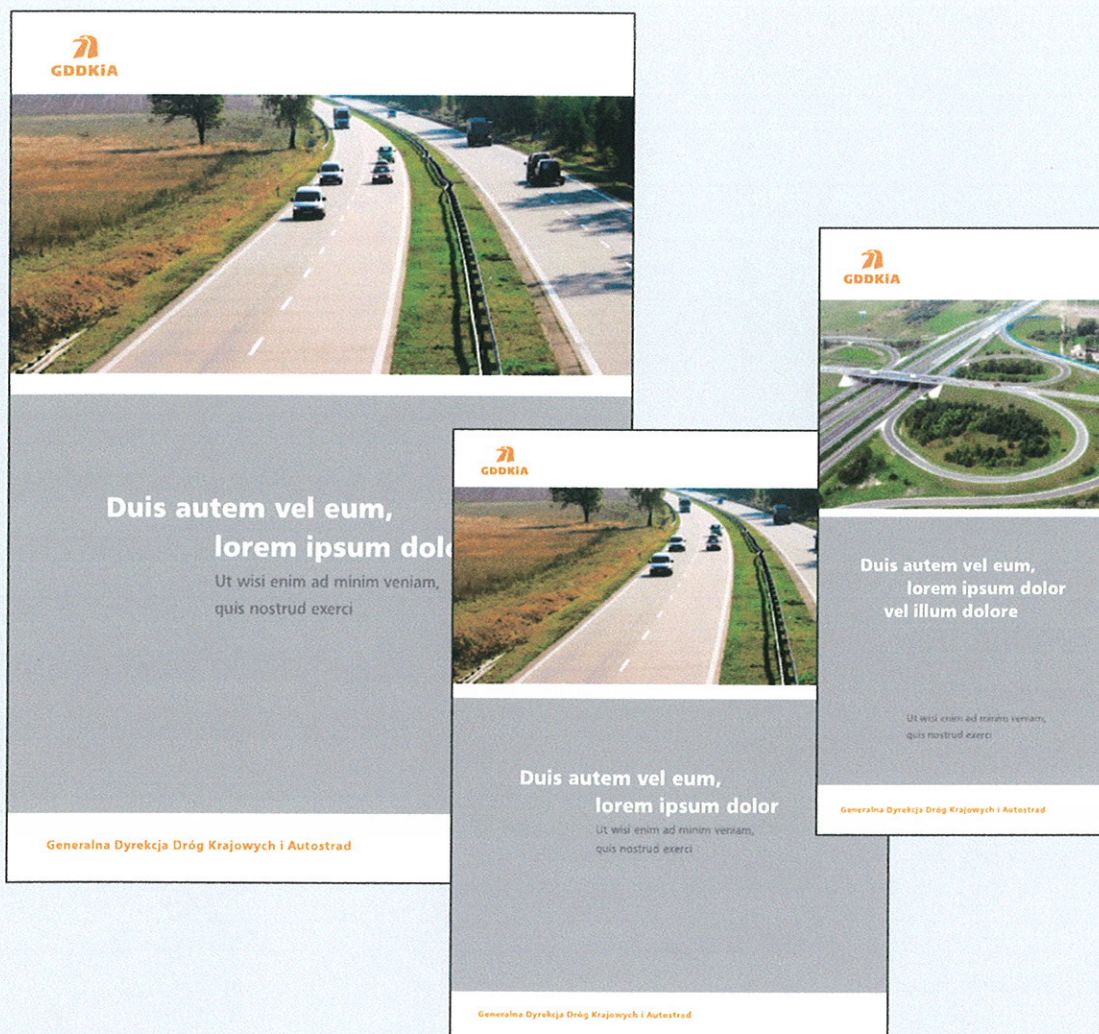 GDDKiA
Duis autem vel eum,
lorem ipsum dolo
Ut wisi enim ad minim veniam,
quis nostrud exerci
Generalna Dyrekcja Dróg Krajowych i Autostrad
GDDKiA
Duis autem vel eum,
lorem ipsum dolor
Ut wisi enim ad minim veniam,
quis nostrud exerci
Generalna Dyrekcja Dróg Krajowych i Autostrad
GDDKiA
Duis autem vel eum,
lorem ipsum dolor
vel illum dolore
Ut wisi enim ad minim veniam,
quis nostrud exerci
Generalna Dyrekcja Dróg Krajowych i Autostrad